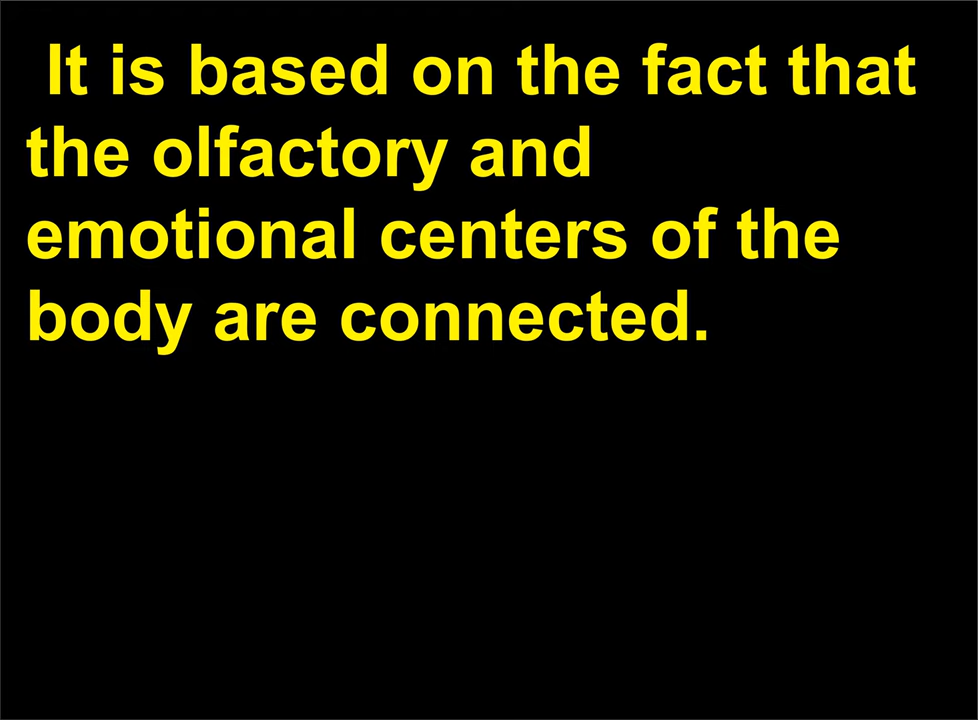 It is based on the fact that
the olfactory and
emotional centers of the
body are connected.